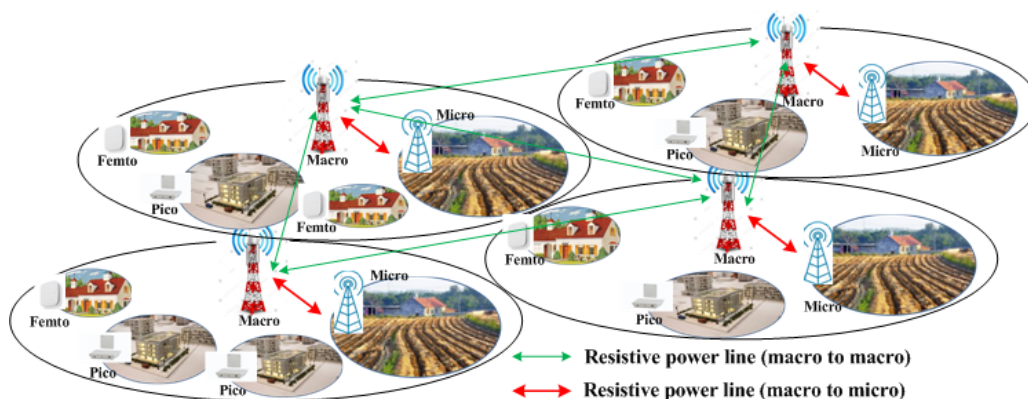 Macro
Femto
Pico
Micro
Micro
Femto
Macro
Pico
Femto
Macro
Femto
Pico
Micro
Micro
Femto
Macro
Pico
Pico
Resistive power line (macro to macro)
Resistive power line (macro to micro)